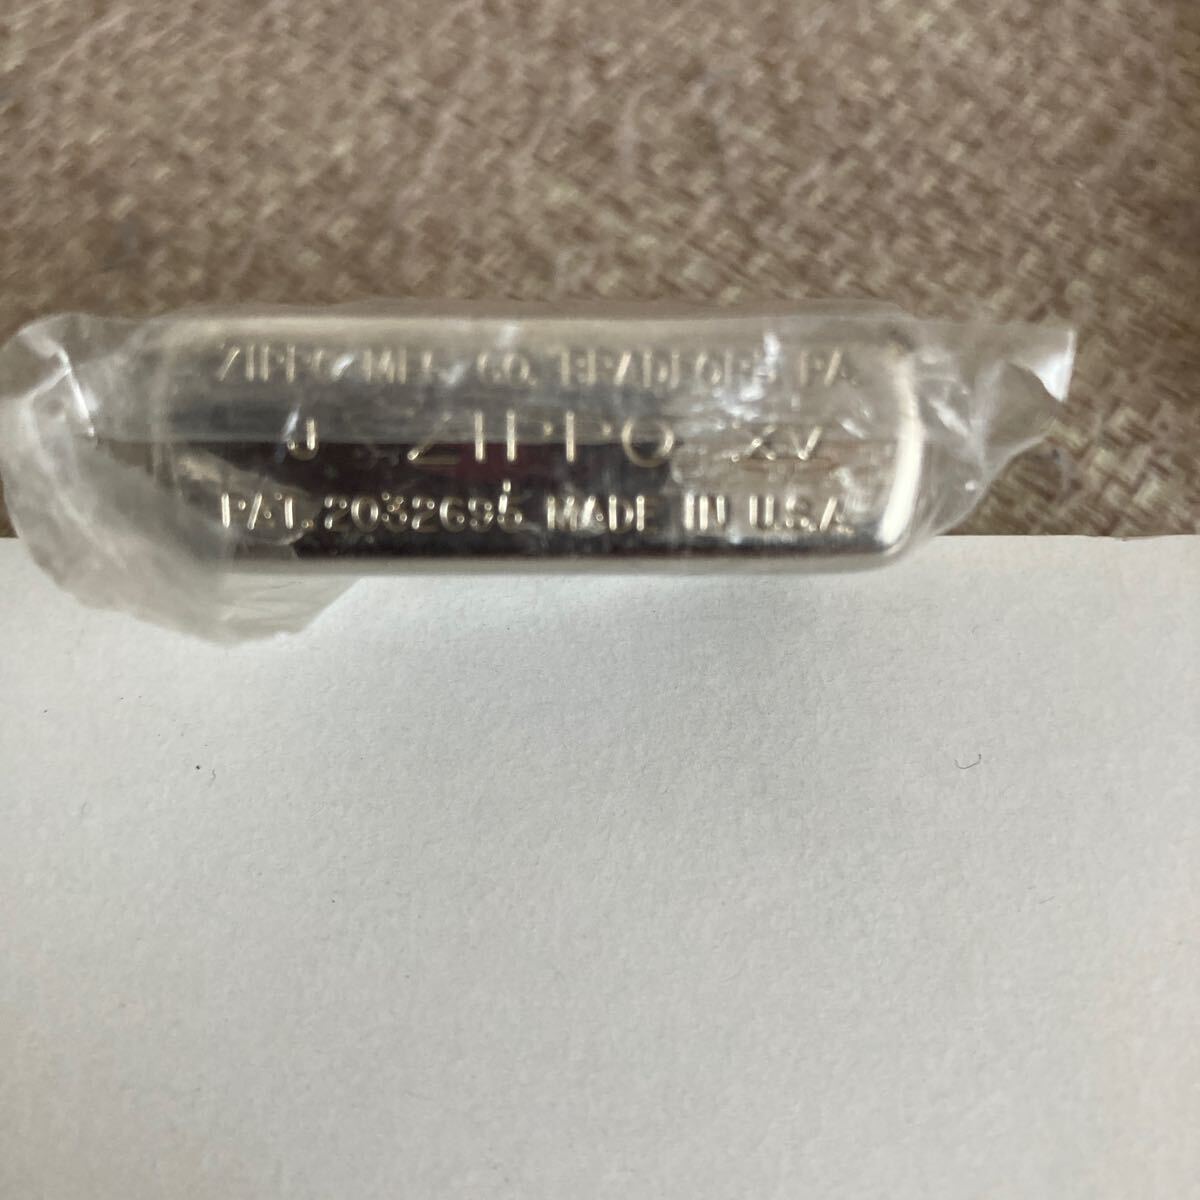 ZIPPO MFG. CO. BRADFORD PA.
J ZIPPO XV
PAT. 2032695 MADE IN U.S.A.